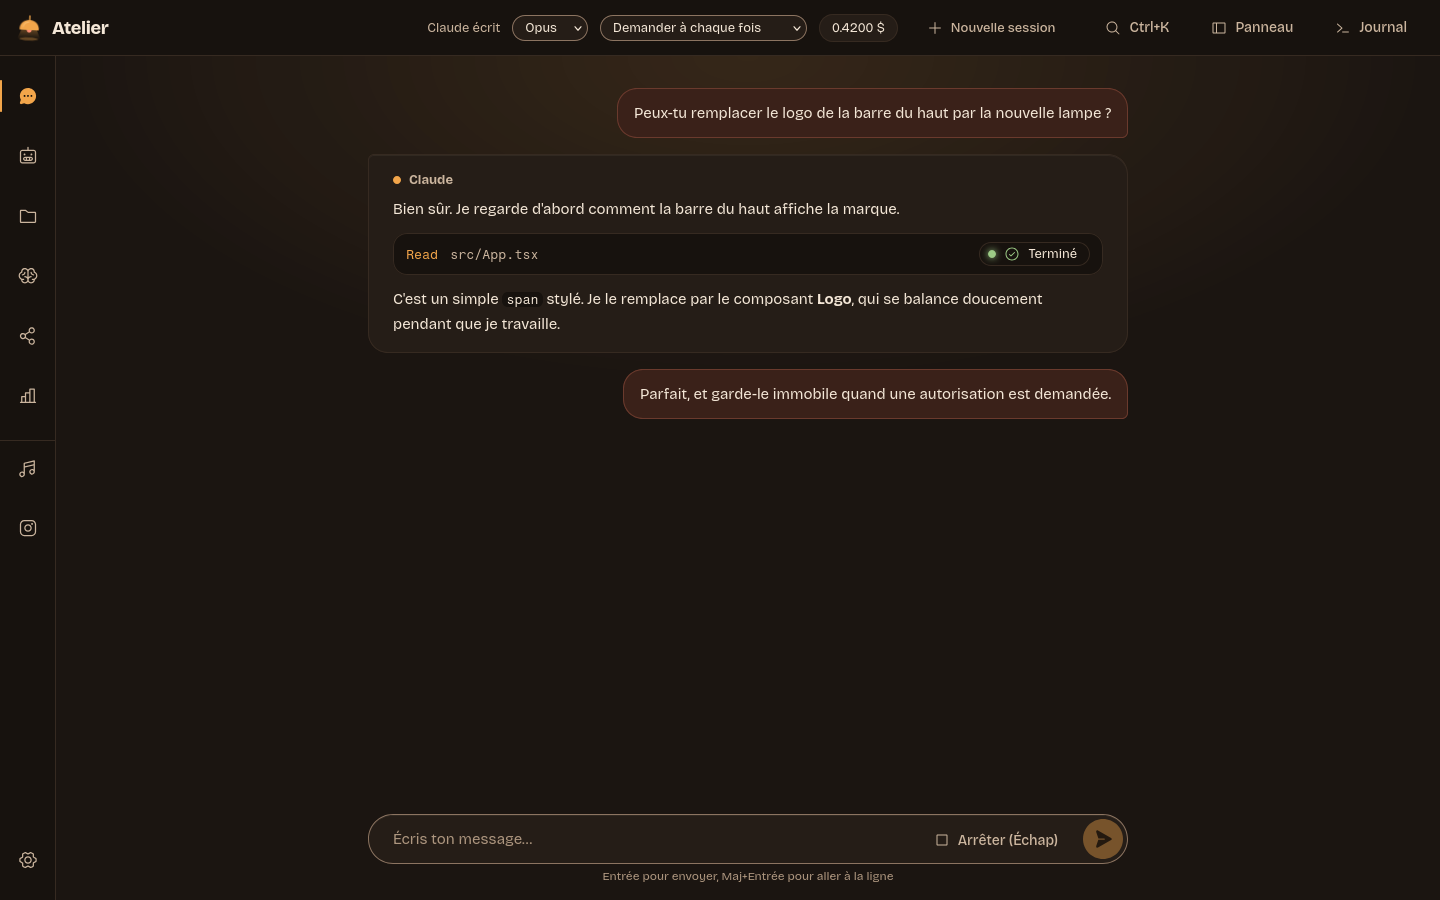 Atelier
Claude écrit
Opus
Demander à chaque fois
0.4200 $
Nouvelle session
Ctrl+K
Panneau
Journal
Peux-tu remplacer le logo de la barre du haut par la nouvelle lampe ?
Claude
Bien sûr. Je regarde d'abord comment la barre du haut affiche la marque.
Read src/App.tsx
Terminé
C'est un simple span stylé. Je le remplace par le composant Logo, qui se balance doucement
pendant que je travaille.
Parfait, et garde-le immobile quand une autorisation est demandée.
Écris ton message...
Arrêter (Échap)
Entrée pour envoyer, Maj+Entrée pour aller à la ligne